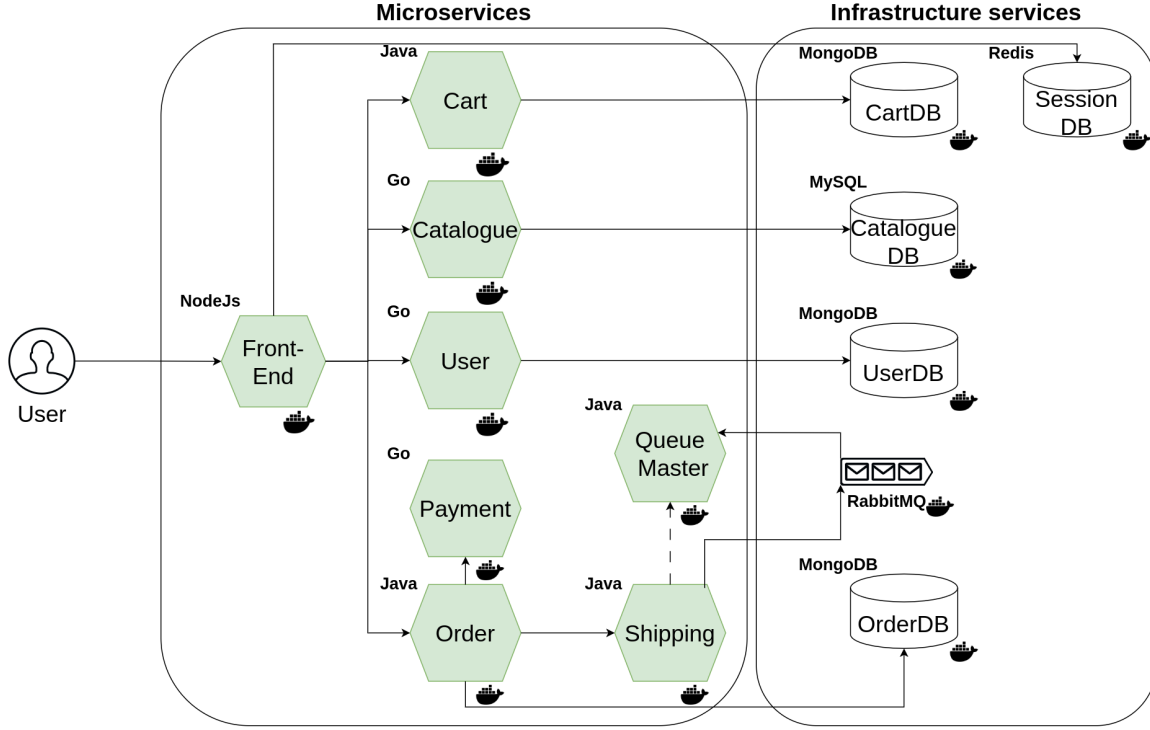 Microservices
Infrastructure services
Java
MongoDB
Redis
Cart
CartDB
Session
DB
Go
MySQL
Catalogue
Catalogue
DB
NodeJs
Go
MongoDB
Front-
End
User
UserDB
User
Java
Queue
Master
Go
Payment
RabbitMQ
Java
Java
MongoDB
Order
Shipping
OrderDB